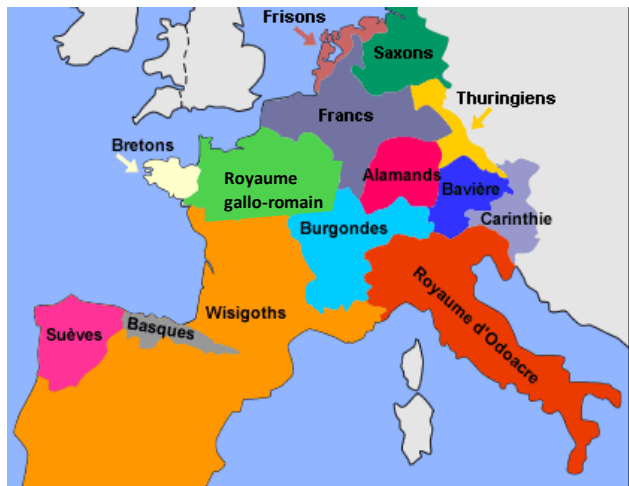 Frisons
Saxons
Thuringiens
Francs
Bretons
Alamands
Royaume
gallo-romain
Bavière
Carinthie
Burgondes
Wisigoths
Royaume d'Odoacre
Suèves
Basques